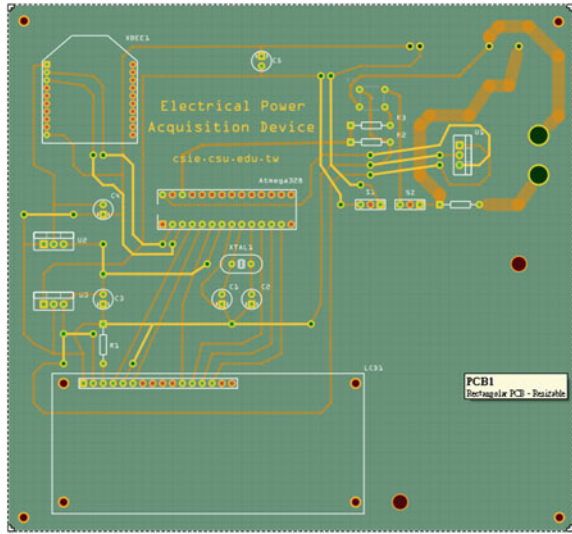 XBEE1
C5
Electrical Power
Acquisition Device
csie.csu.edu.tw
R3
R2
U1
Atmega328
C4
S1
S2
U2
XTAL1
U3
C3
C1
C2
R1
LCD1
PCB1
Rectangular PCB - Resizable